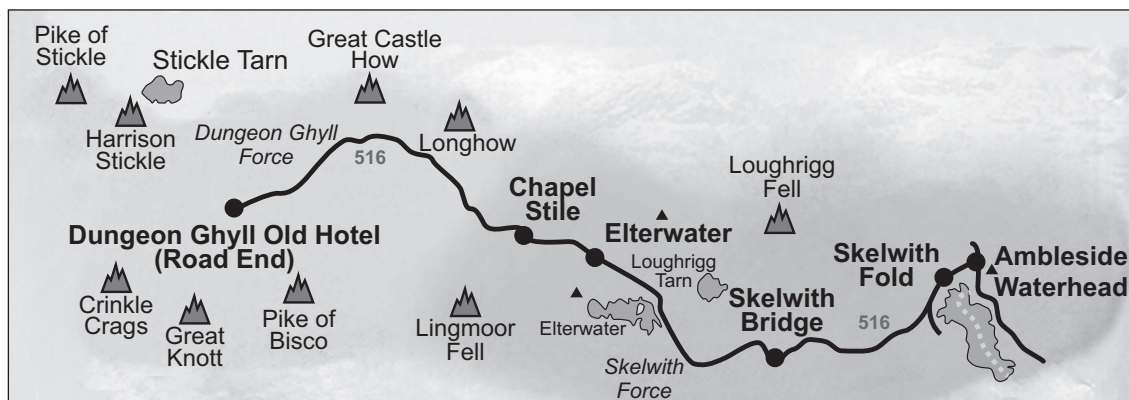 Pike of
Stickle
Stickle Tarn
Great Castle
How
Harrison
Stickle
Dungeon Ghyll
Force
516
Longhow
Loughrigg
Fell
Chapel
Stile
Dungeon Ghyll Old Hotel
(Road End)
Elterwater
Loughrigg
Tarn
Skelwith
Fold
Ambleside
Waterhead
Crinkle
Crags
Great
Knott
Pike of
Bisco
Lingmoor
Fell
Elterwater
Skelwith
Bridge
516
Skelwith
Force